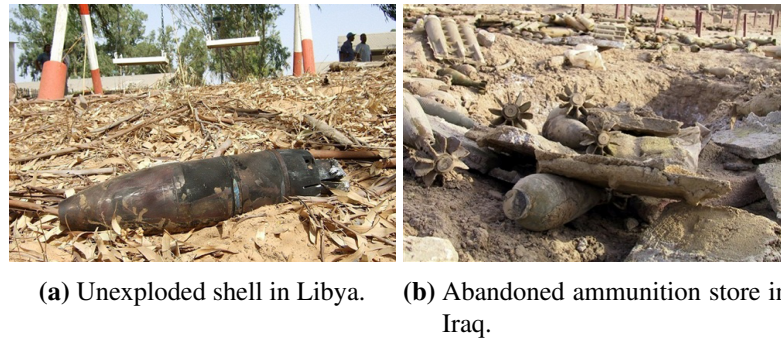 (a) Unexploded shell in Libya.
(b) Abandoned ammunition store in
Iraq.